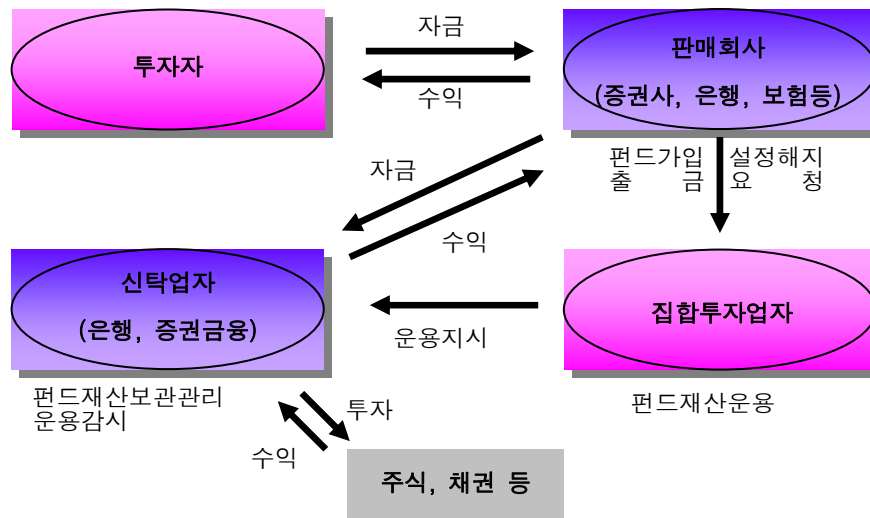 투자자
자금
수익
판매회사
(증권사, 은행, 보험등)
자금
수익
펀드가입
출 금
설정해지
요 청
신탁업자
(은행, 증권금융)
운용지시
집합투자업자
펀드재산보관관리
운용감시
투자
수익
펀드재산운용
주식, 채권 등